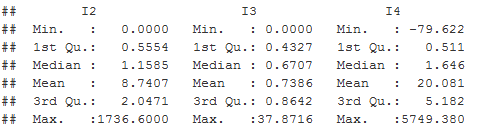 ##        I2                  I3                I4
## Min.   :   0.0000   Min.   : 0.0000   Min.   : -79.622
## 1st Qu.:   0.5554   1st Qu.: 0.4327   1st Qu.:   0.511
## Median :   1.1585   Median : 0.6707   Median :   1.646
## Mean   :   8.7407   Mean   : 0.7386   Mean   :  20.081
## 3rd Qu.:   2.0471   3rd Qu.: 0.8642   3rd Qu.:   5.182
## Max.   :1736.6000   Max.   :37.8716   Max.   :5749.380